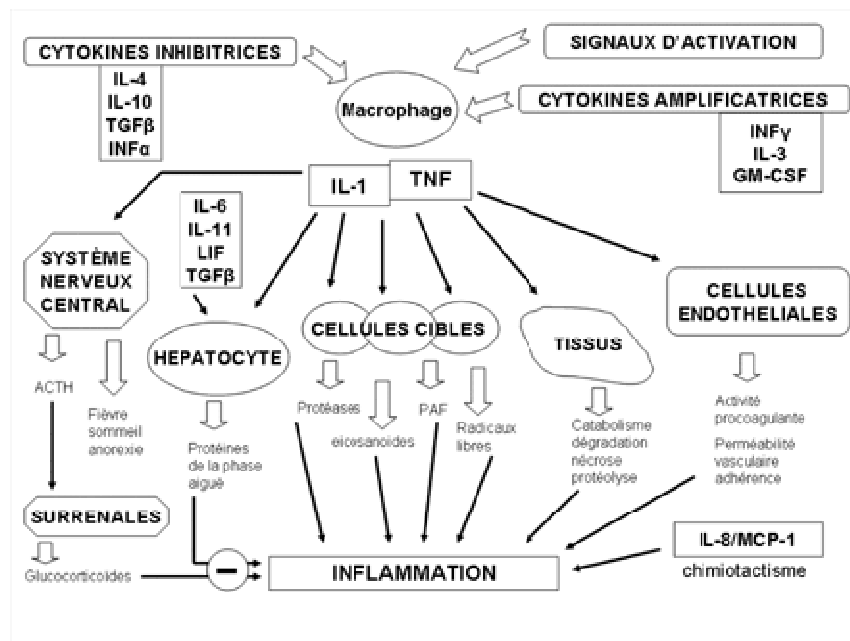 CYTOKINES INHIBITRICES
IL-4
IL-10
TGFβ
INFα
SIGNAUX D'ACTIVATION
Macrophage
CYTOKINES AMPLIFICATRICES
INFγ
IL-3
GM-CSF
IL-1
TNF
IL-6
IL-11
LIF
TGFβ
SYSTÈME
NERVEUX
CENTRAL
HEPATOCYTE
CELLULES CIBLES
TISSUS
CELLULES
ENDOTHELIALES
ACTH
Fièvre
sommeil
anorexie
Protéines
de la phase
aiguë
Protéases
eicosanoides
PAF
Radicaux
libres
Catabolisme
dégradation
nécrose
protéolyse
Activité
procoagulante
Perméabilité
vasculaire
adhérence
SURRENALES
Glucocorticoides
−
INFLAMMATION
IL-8/MCP-1
chimiotactisme